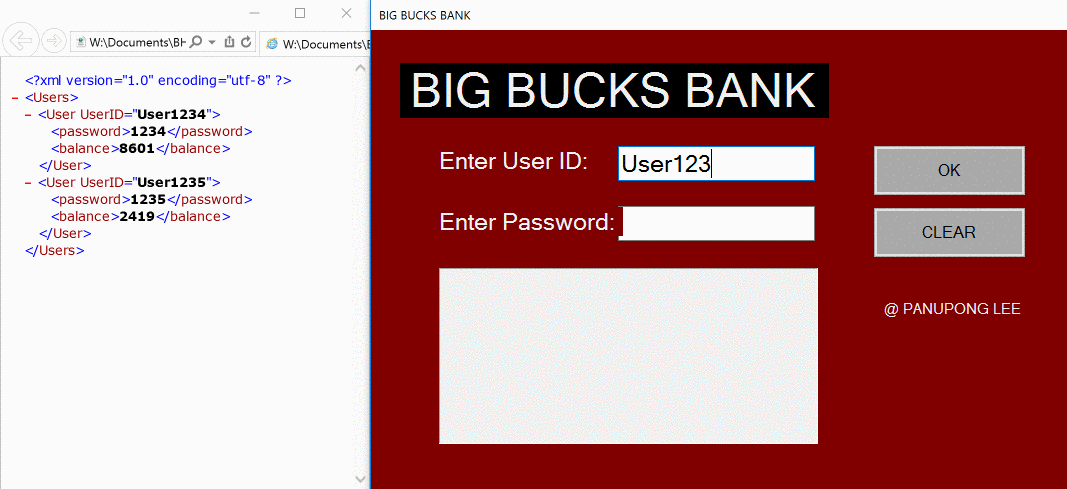 W:\Documents\BH
W:\Documents\E
<?xml version="1.0" encoding="utf-8" ?>
- <Users>
- <User UserID="User1234">
<password>1234</password>
<balance>8601</balance>
</User>
- <User UserID="User1235">
<password>1235</password>
<balance>2419</balance>
</User>
</Users>
BIG BUCKS BANK
BIG BUCKS BANK
Enter User ID: User123
OK
Enter Password:
CLEAR
@ PANUPONG LEE